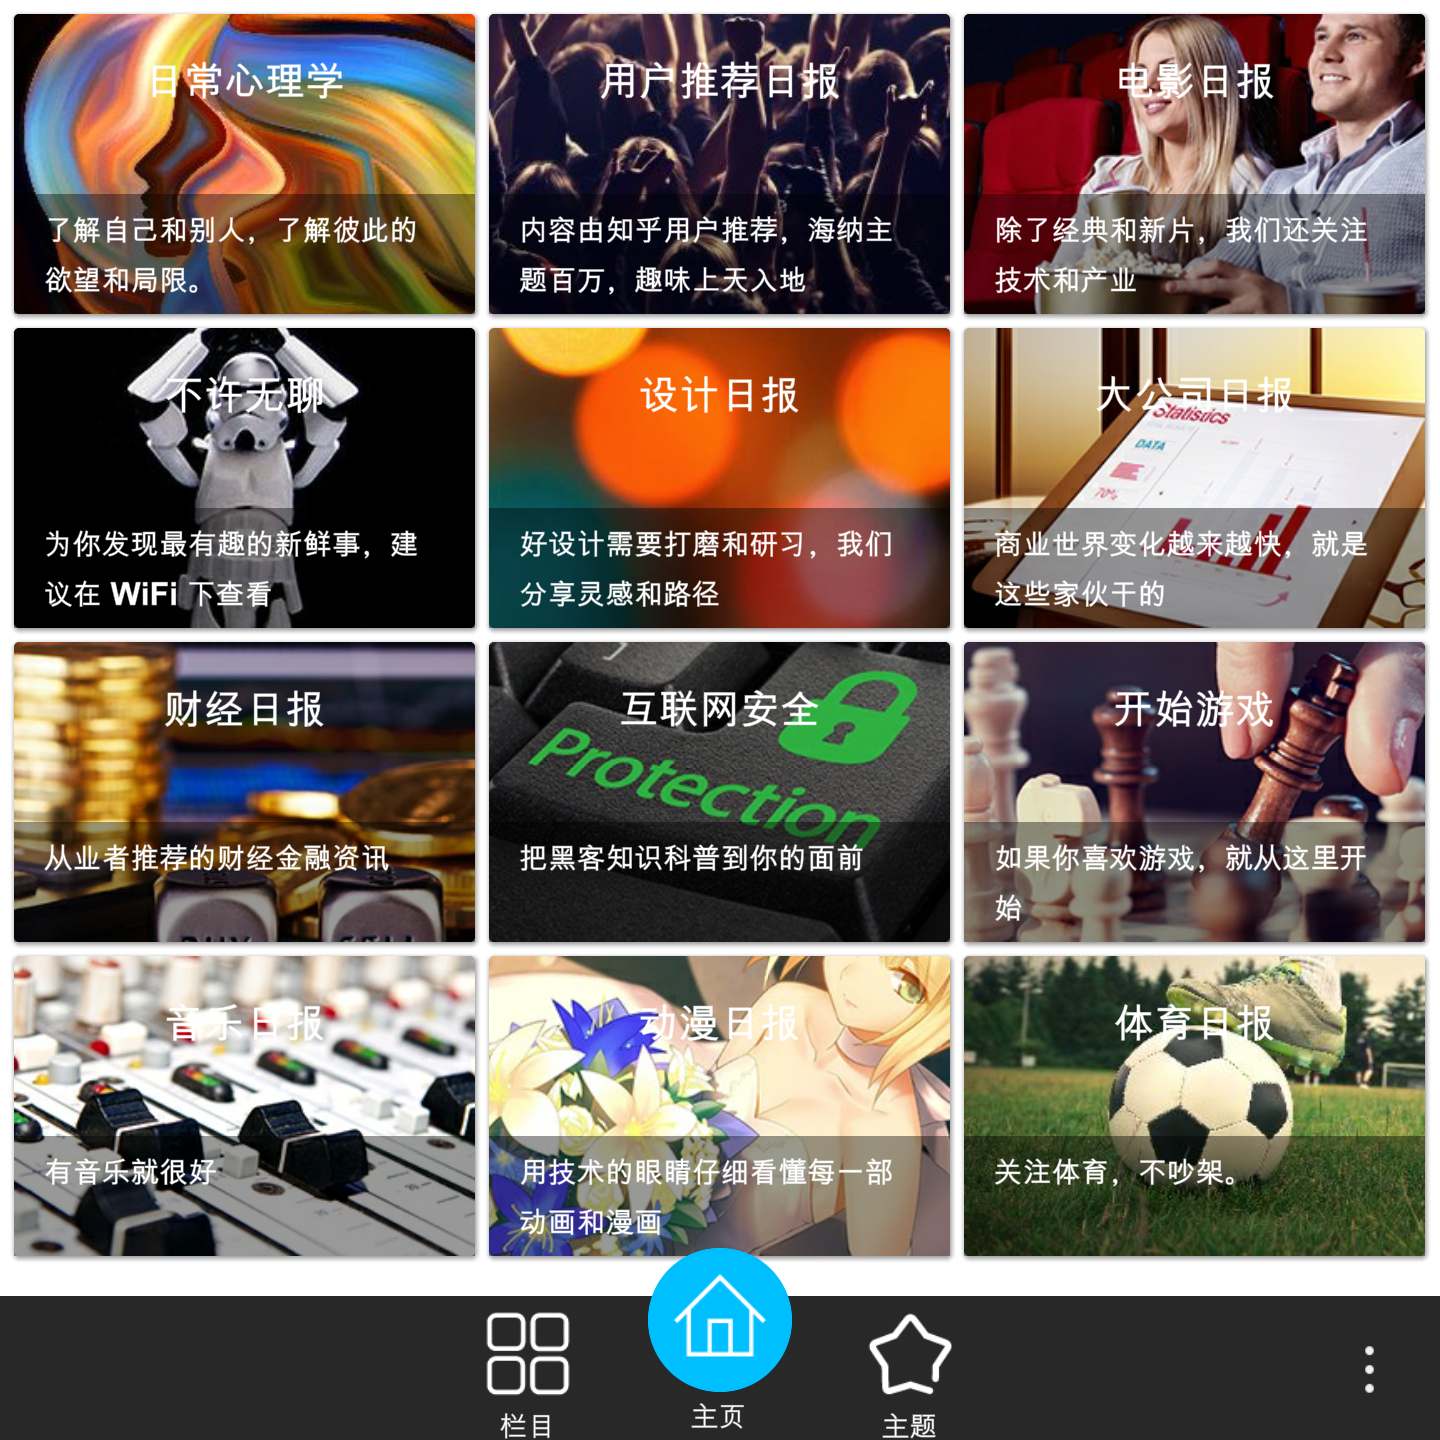 日常心理学
了解自己和别人，了解彼此的
欲望和局限。
用户推荐日报
内容由知乎用户推荐，海纳主
题百万，趣味上天入地
电影日报
除了经典和新片，我们还关注
技术和产业
不许无聊
为你发现最有趣的新鲜事，建
议在 WiFi 下查看
设计日报
好设计需要打磨和研习，我们
分享灵感和路径
大公司日报
Statistics
DATA
70%
商业世界变化越来越快，就是
这些家伙干的
财经日报
从业者推荐的财经金融资讯
互联网安全
Protection
把黑客知识科普到你的面前
开始游戏
如果你喜欢游戏，就从这里开
始
音乐日报
有音乐就很好
动漫日报
用技术的眼睛仔细看懂每一部
动画和漫画
体育日报
关注体育，不吵架。
栏目
主页
主题